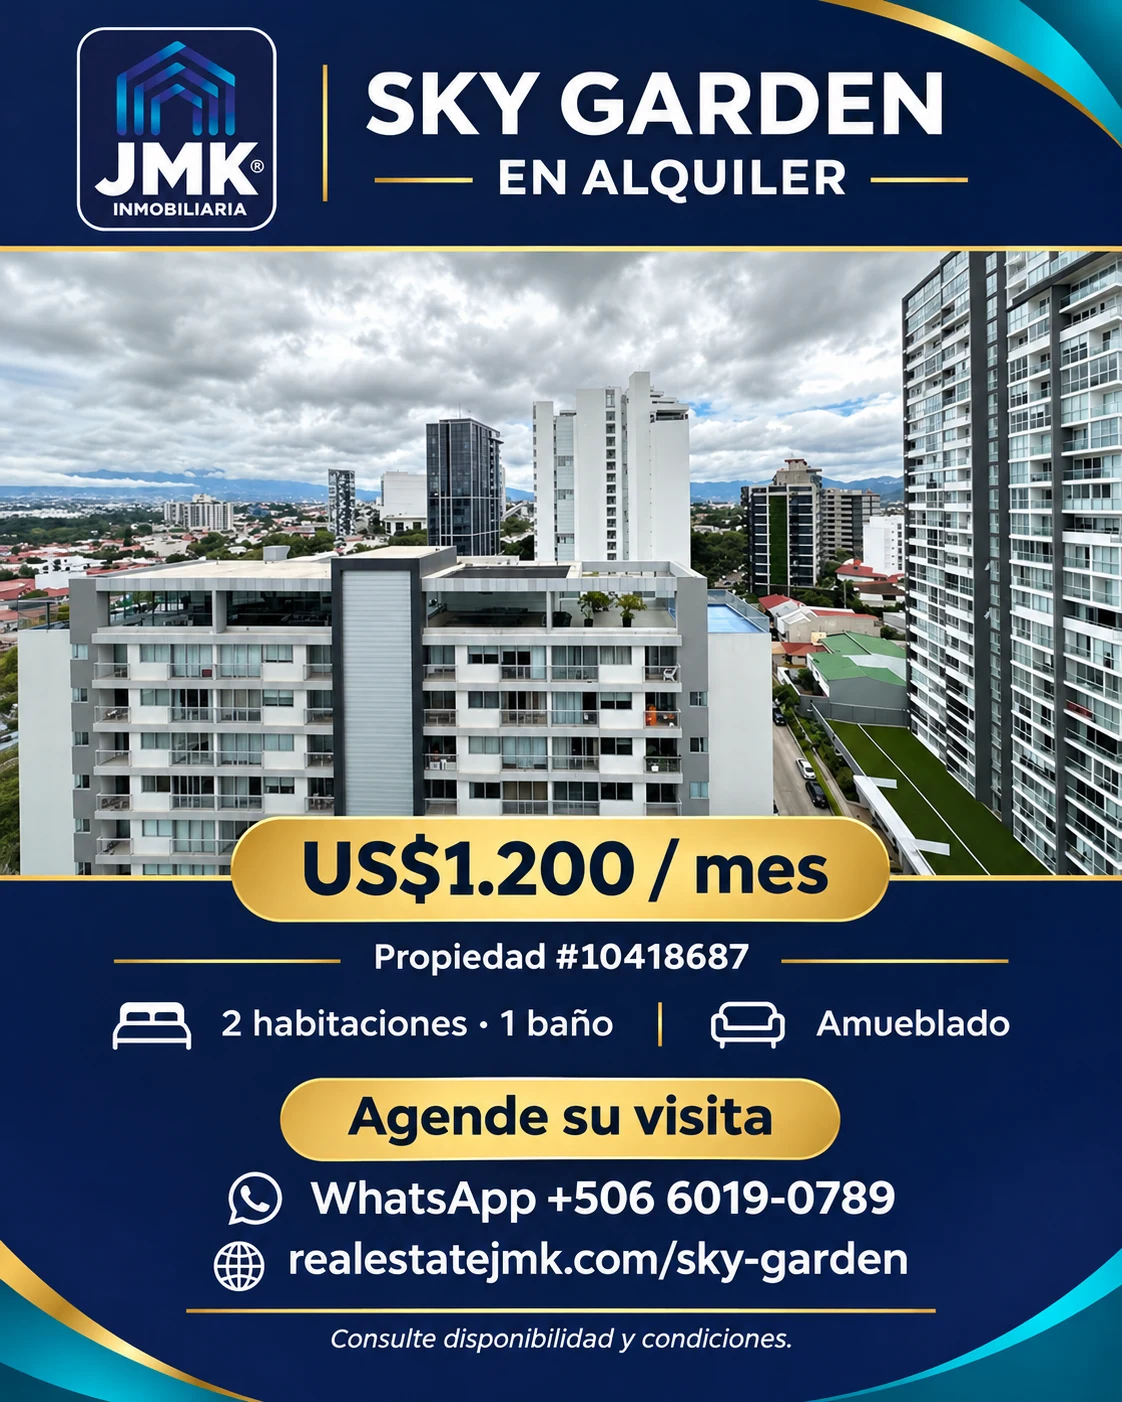 JMK®
INMOBILIARIA
SKY GARDEN
EN ALQUILER
US$1.200 / mes
Propiedad #10418687
2 habitaciones · 1 baño
Amueblado
Agende su visita
WhatsApp +506 6019-0789
realestatejmk.com/sky-garden
Consulte disponibilidad y condiciones.